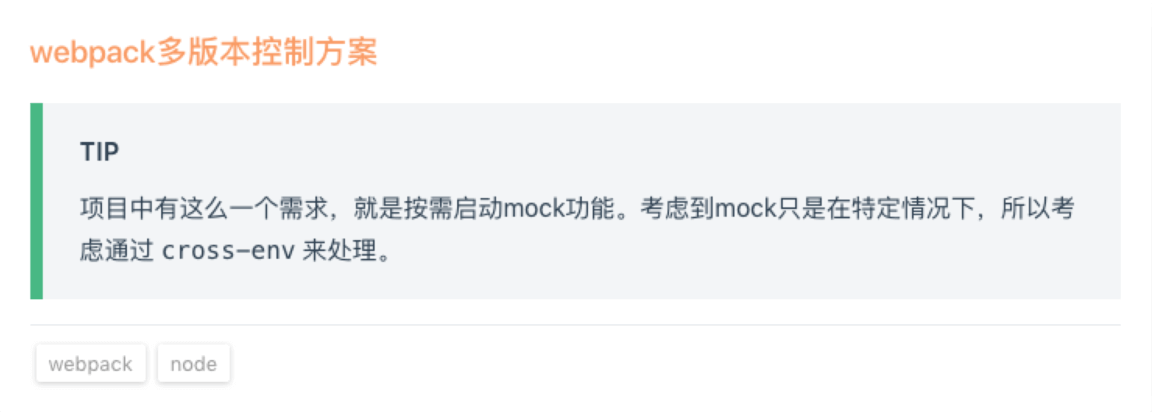 webpack多版本控制方案
TIP
项目中有这么一个需求，就是按需启动mock功能。考虑到mock只是在特定情况下，所以考
虑通过 cross-env 来处理。
webpack node